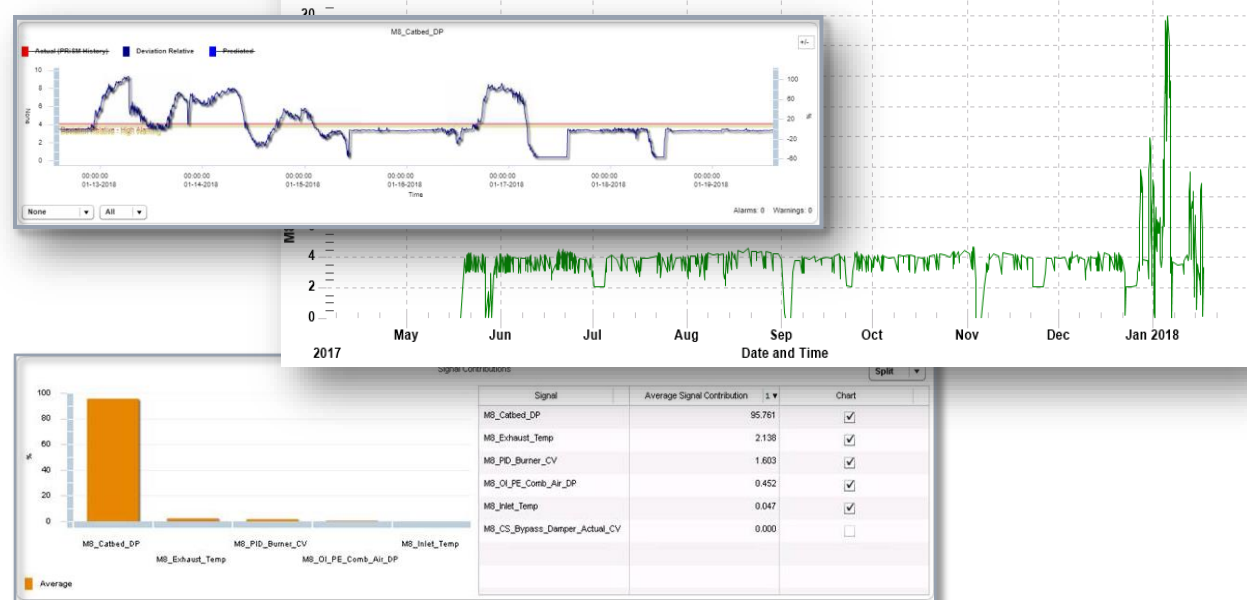 20
M8_Catbed_DP
Actual (PRiSM History)
Deviation Relative
Predicted
+/-
10
8
6
4
2
0
100
60
20
-20
-60
%
00:00:00
01-13-2018
00:00:00
01-14-2018
00:00:00
01-15-2018
00:00:00
01-16-2018
00:00:00
01-17-2018
00:00:00
01-18-2018
00:00:00
01-19-2018
Time
None
All
Alarms: 0 Warnings: 0
4
2
0
May Jun Jul Aug Sep Oct Nov Dec Jan 2018
2017 Date and Time
Signal Contributions
Split
100
80
60
40
20
0
%
M8_Catbed_DP M8_PID_Burner_CV M8_Inlet_Temp
M8_Exhaust_Temp M8_OI_PE_Comb_Air_DP
Average
Signal Average Signal Contribution 1 Chart
M8_Catbed_DP 95.761
M8_Exhaust_Temp 2.138
M8_PID_Burner_CV 1.603
M8_OI_PE_Comb_Air_DP 0.452
M8_Inlet_Temp 0.047
M8_CS_Bypass_Damper_Actual_CV 0.000